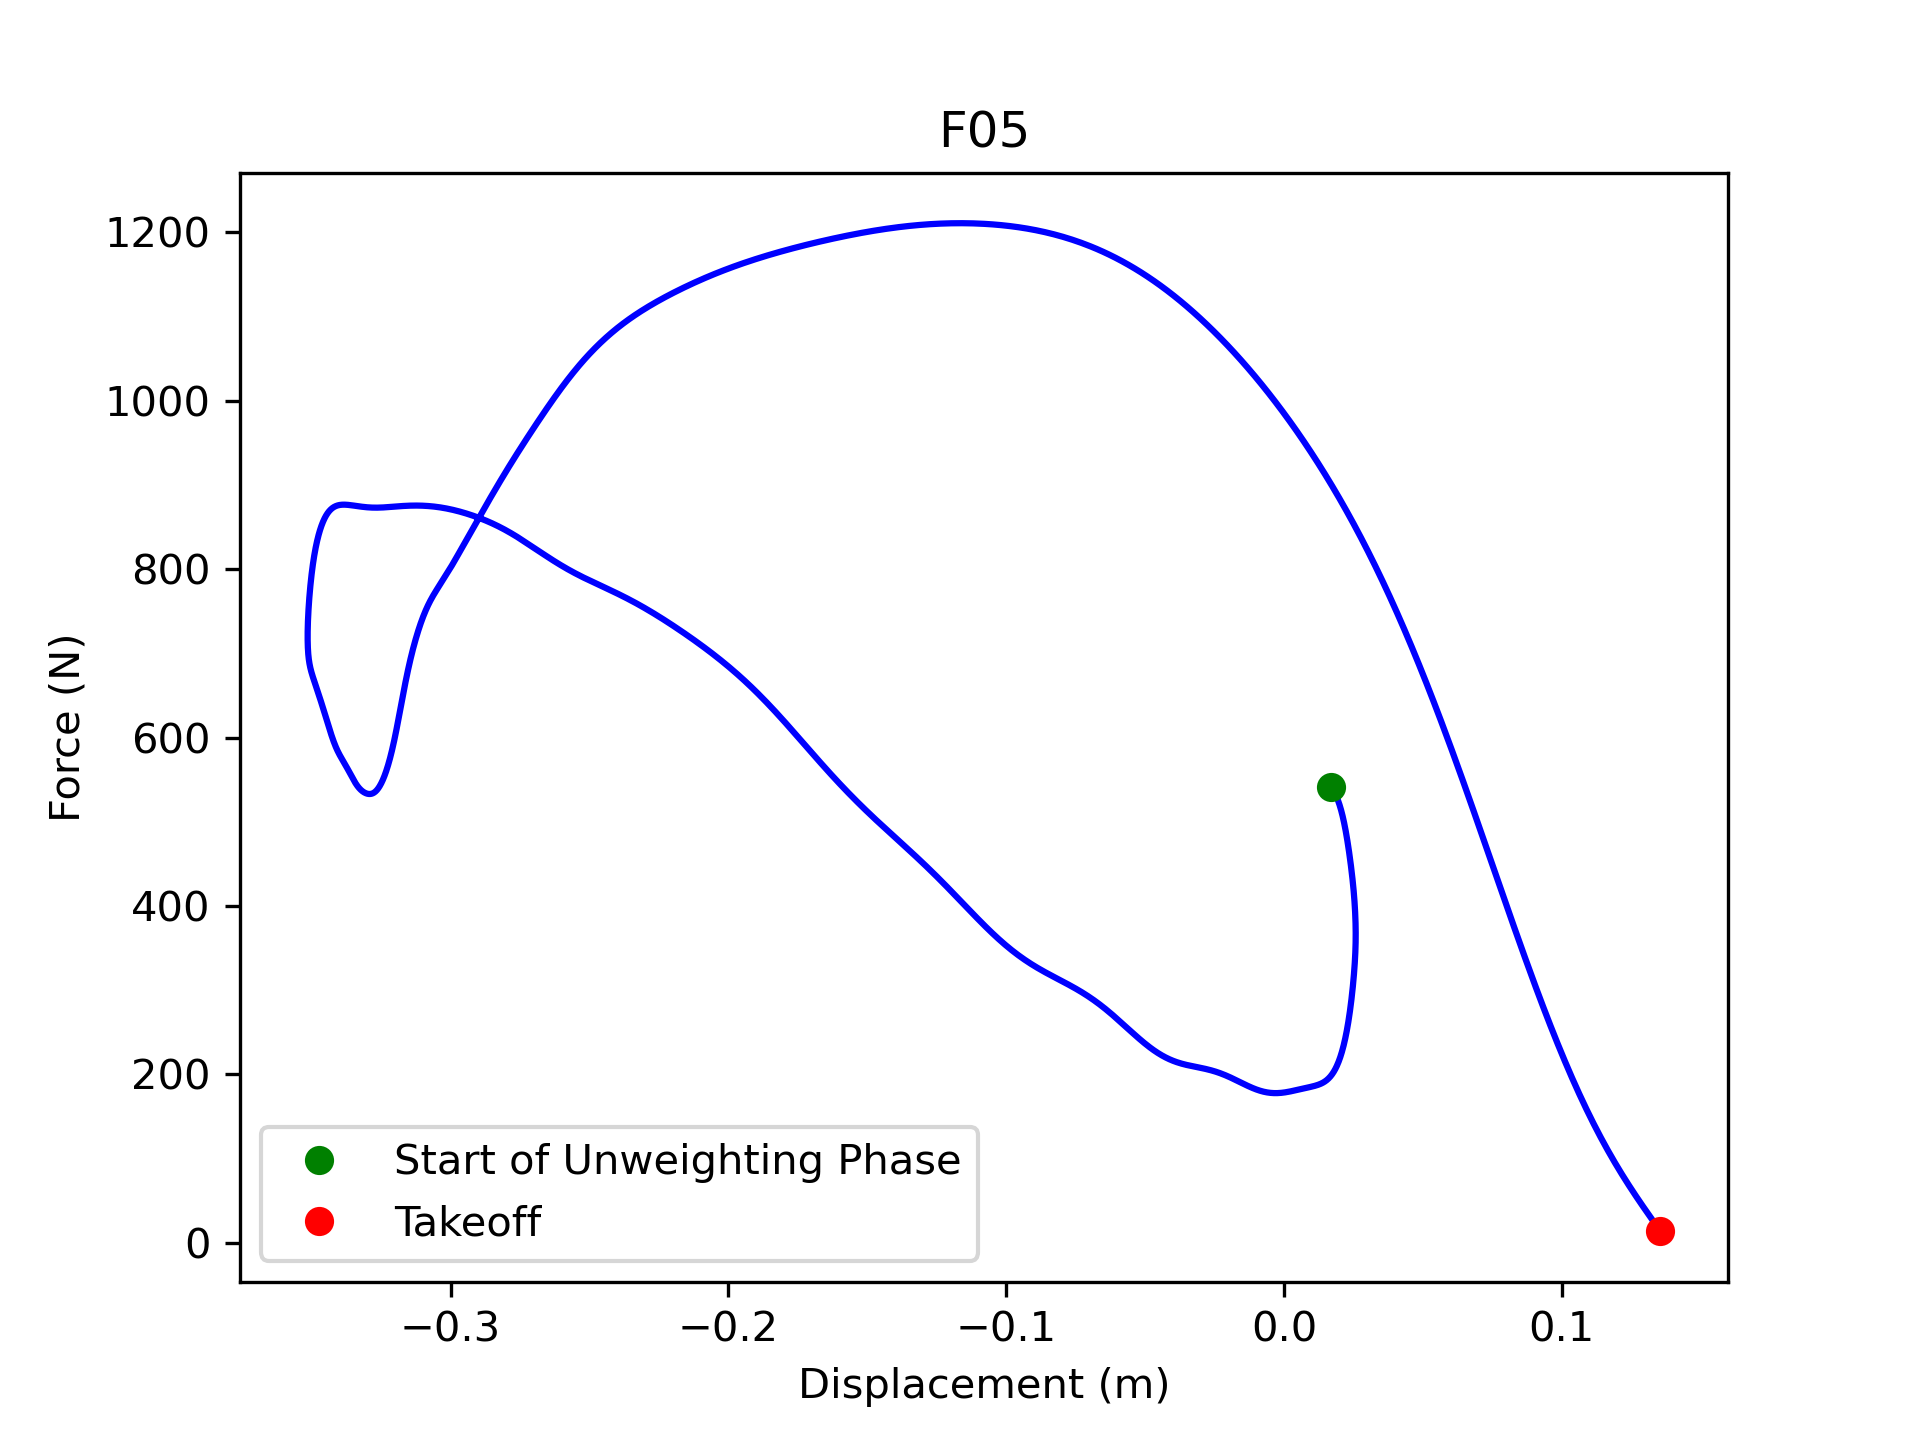 F05
1200
1000
800
600
400
200
0
Force (N)
Start of Unweighting Phase
Takeoff
−0.3 −0.2 −0.1 0.0 0.1
Displacement (m)